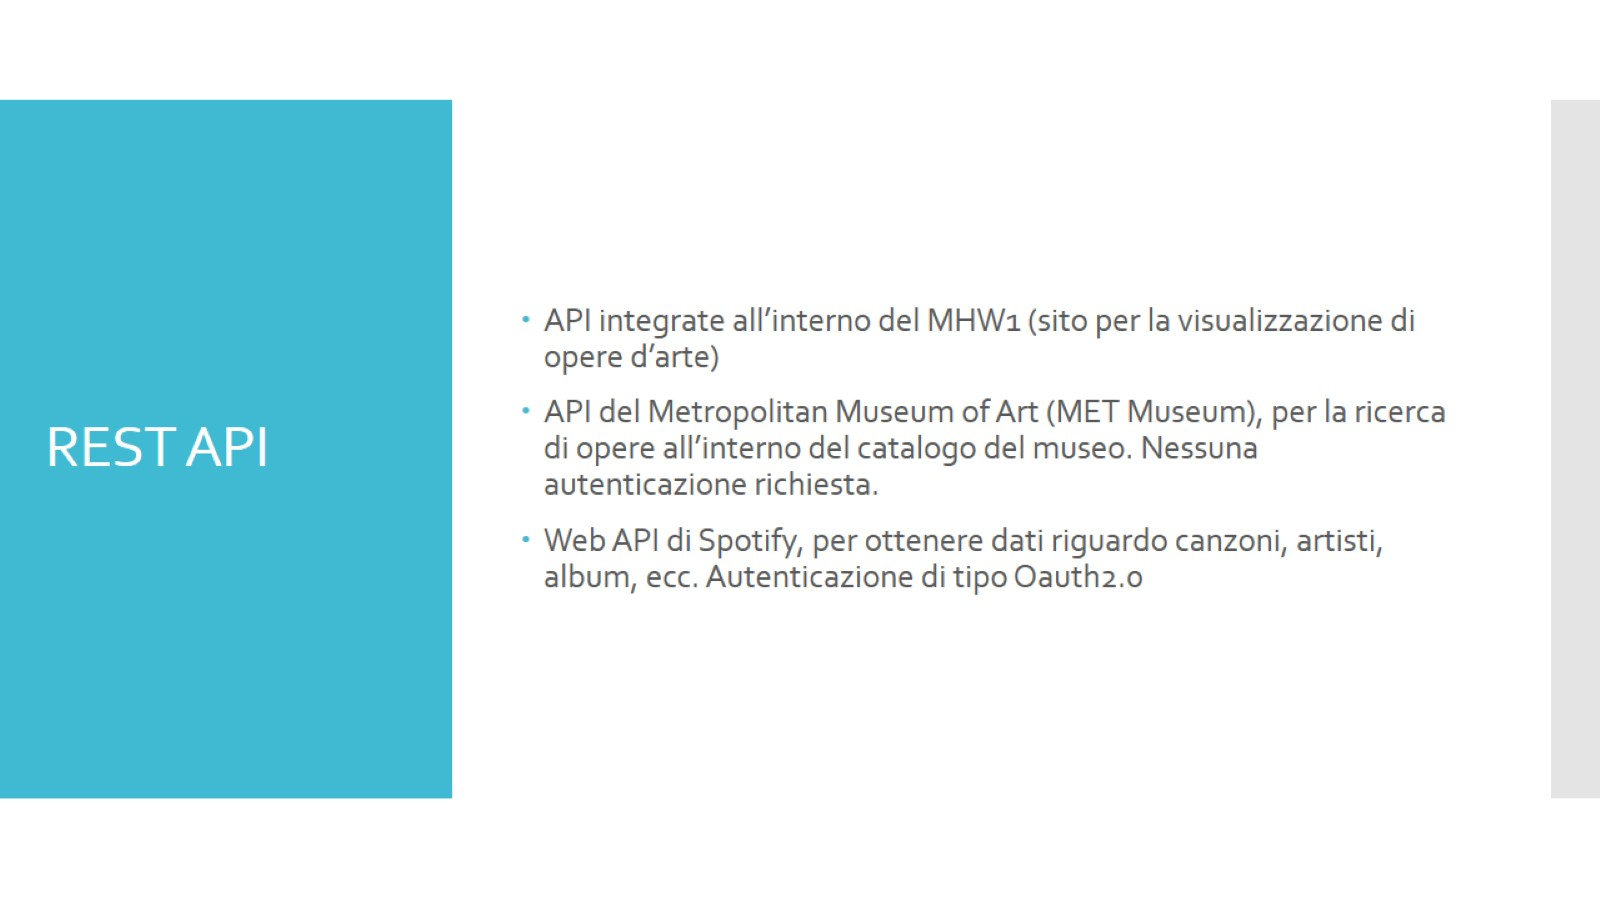 REST API
• API integrate all’interno del MHW1 (sito per la visualizzazione di
opere d’arte)
• API del Metropolitan Museum of Art (MET Museum), per la ricerca
di opere all’interno del catalogo del museo. Nessuna
autenticazione richiesta.
• Web API di Spotify, per ottenere dati riguardo canzoni, artisti,
album, ecc. Autenticazione di tipo Oauth2.0